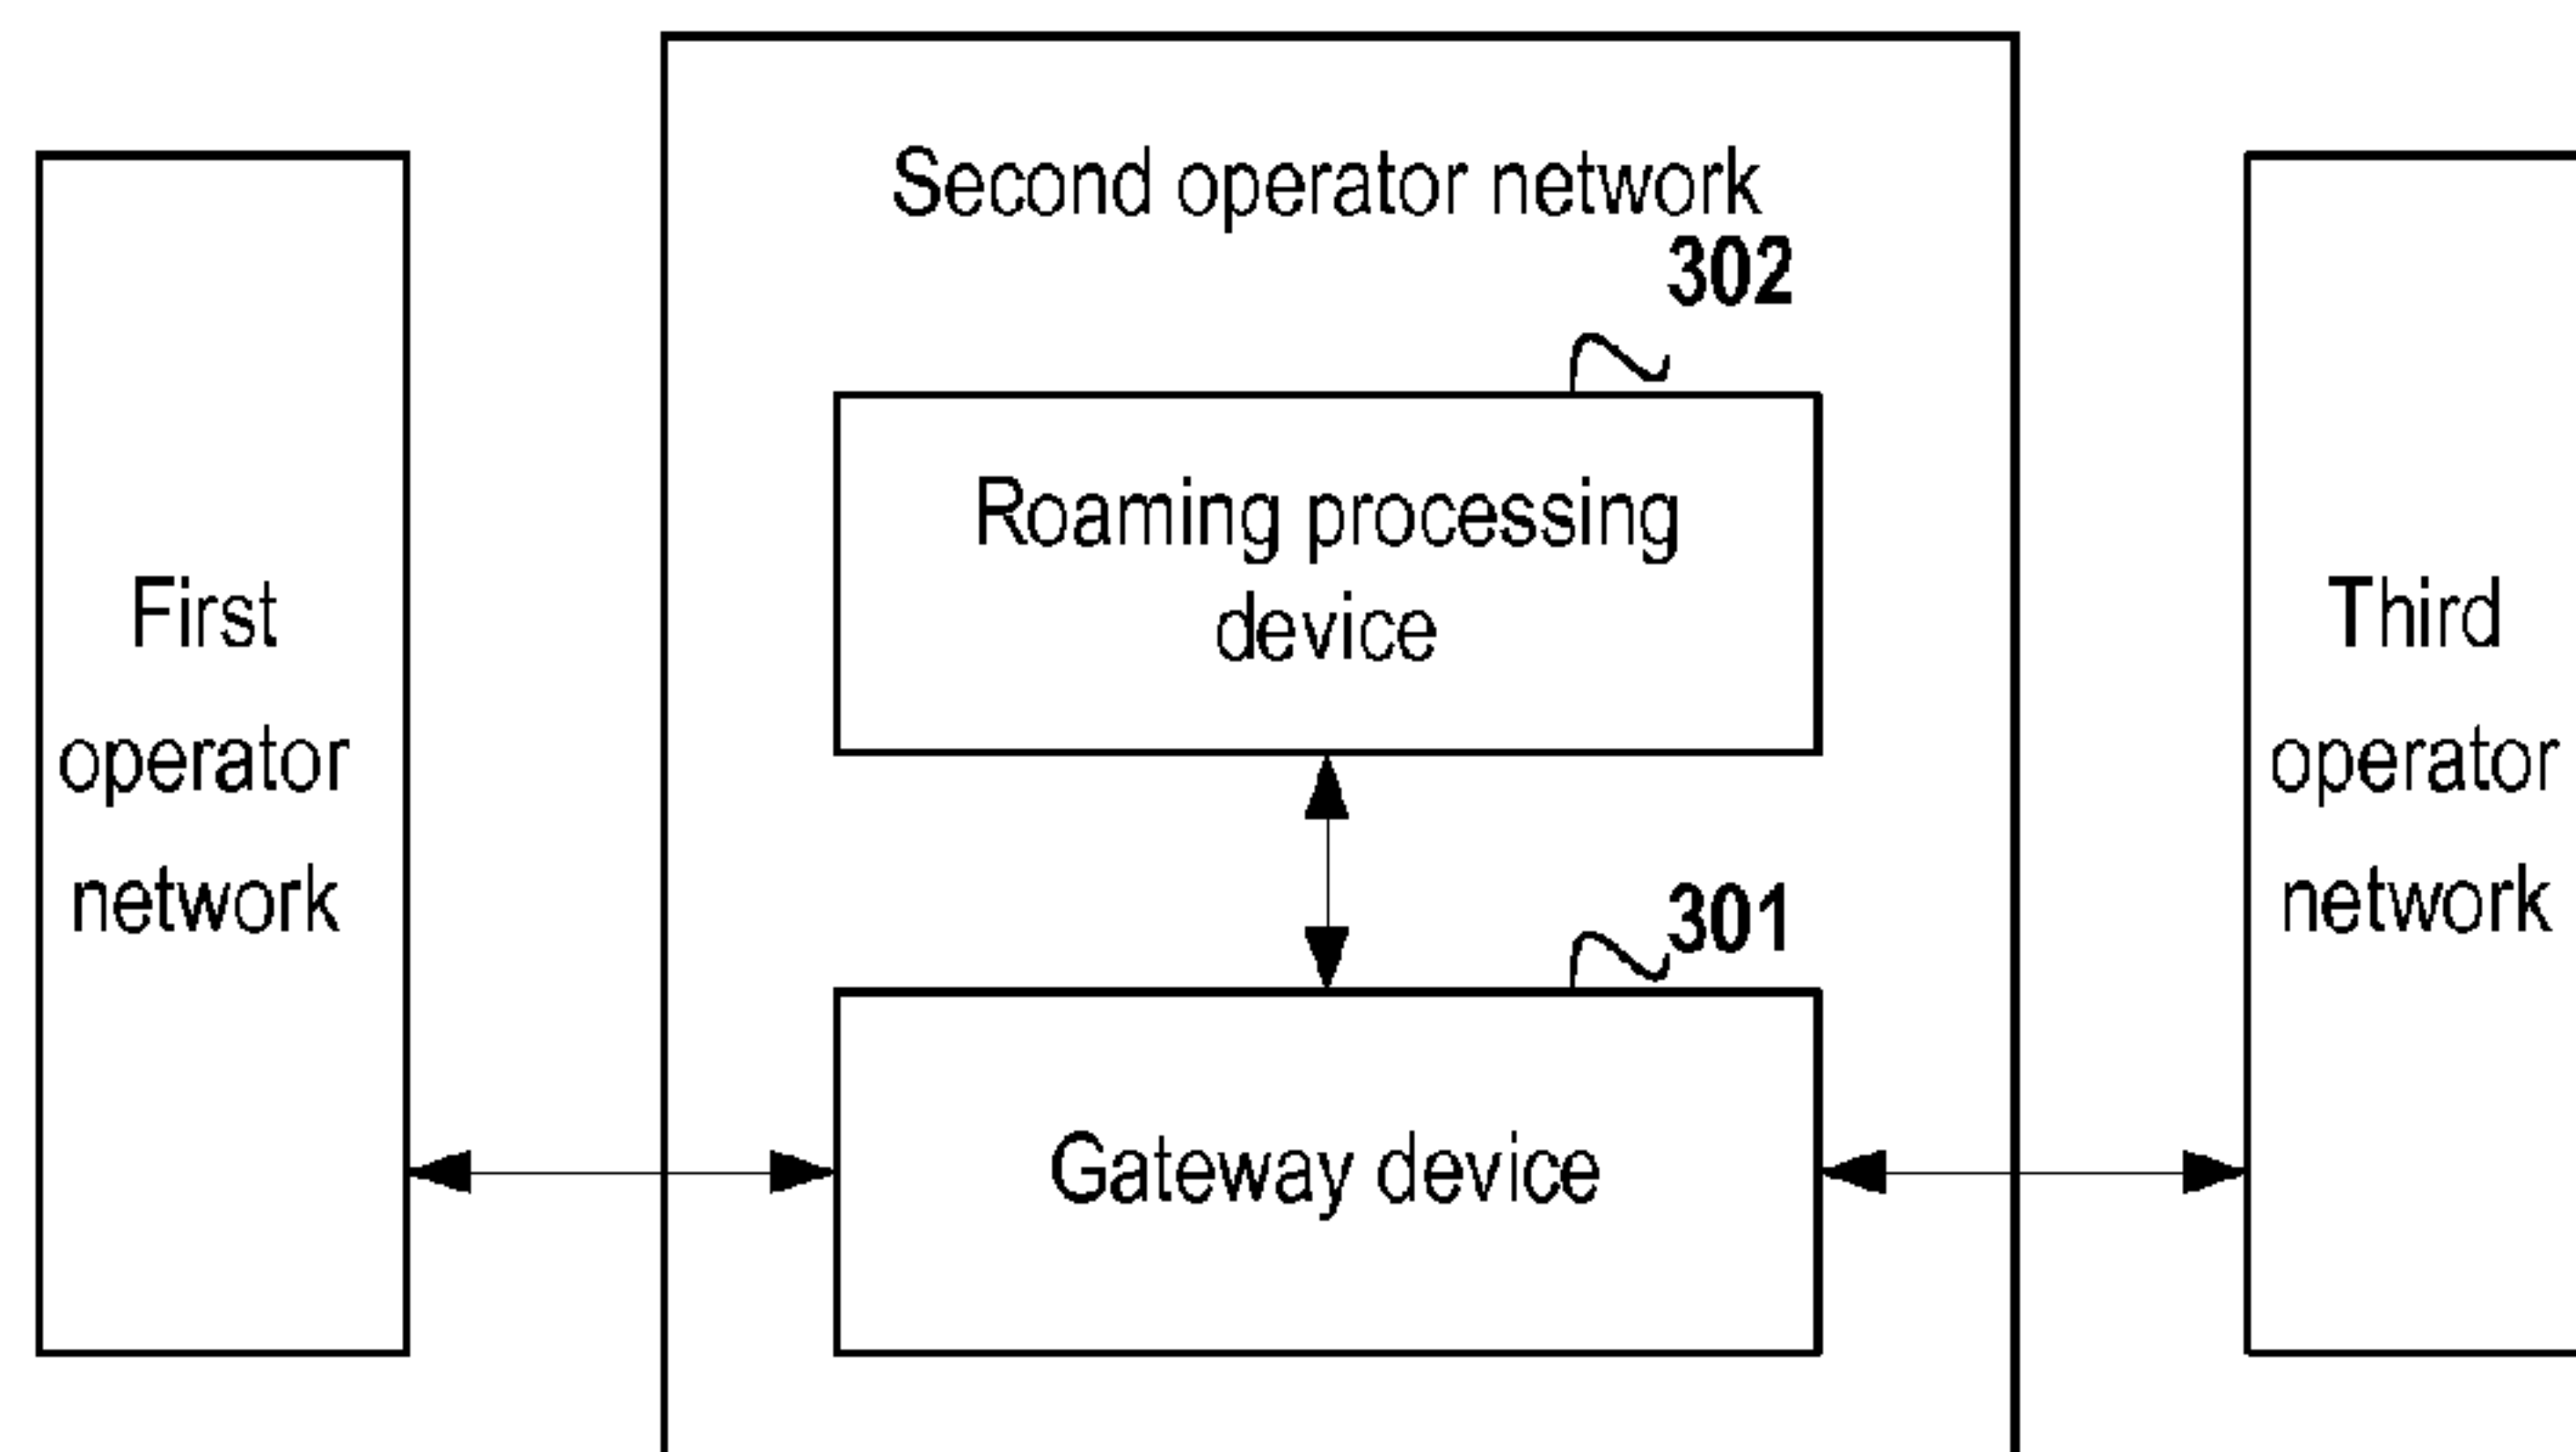 Second operator network
302
Roaming processing
device
First
operator
network
Third
operator
network
301
Gateway device